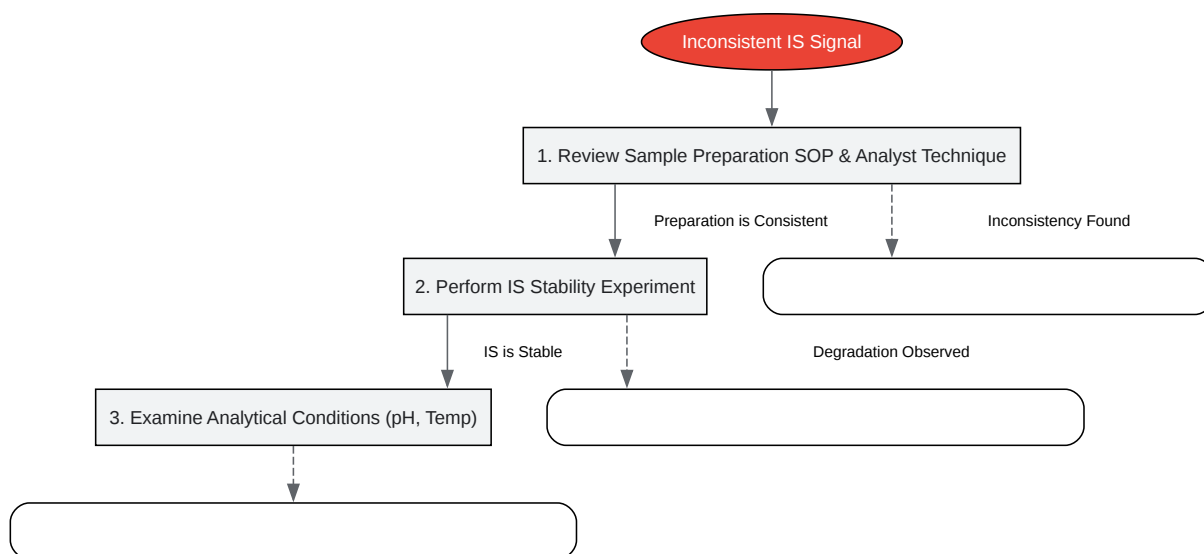 Inconsistent IS Signal
1. Review Sample Preparation SOP & Analyst Technique
Preparation is Consistent
Inconsistency Found
2. Perform IS Stability Experiment
IS is Stable
Degradation Observed
3. Examine Analytical Conditions (pH, Temp)